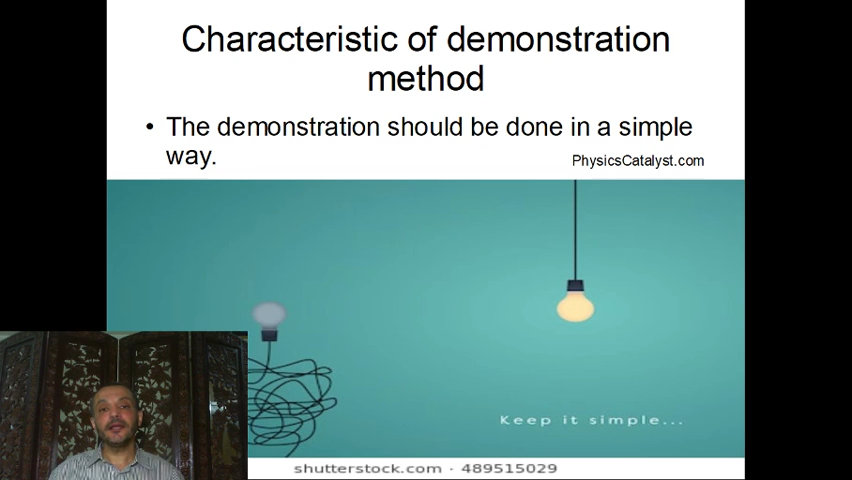 Characteristic of demonstration
method
• The demonstration should be done in a simple
way.
PhysicsCatalyst.com
Keep it simple...
shutterstock.com · 489515029